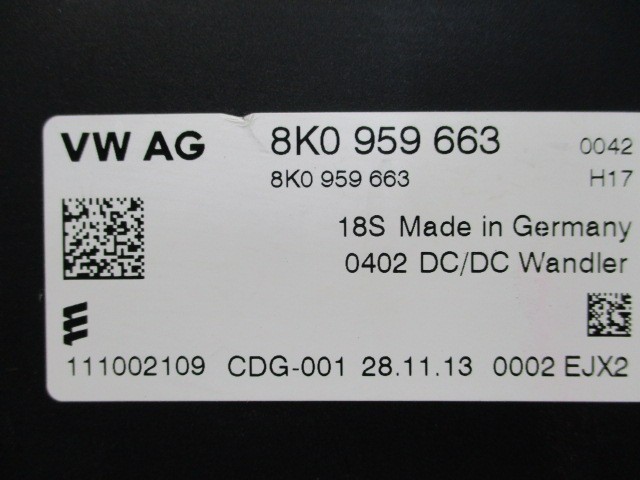 VW AG 8K0 959 663 0042
8K0 959 663 H17
18S Made in Germany
0402 DC/DC Wandler
111002109 CDG-001 28.11.13 0002 EJX2